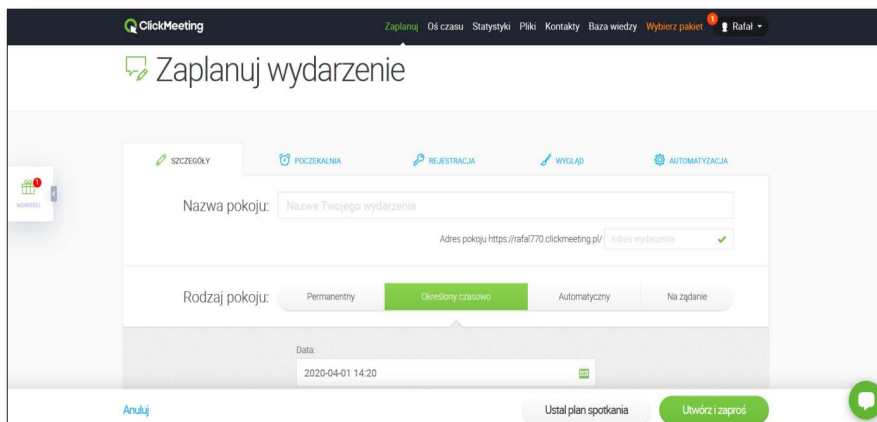 ClickMeeting
Zaplanuj Oś czasu Statystyki Pliki Kontakty Baza wiedzy Wybierz pakiet 1 Rafał
Zaplanuj wydarzenie
SZCZEGÓŁY POCZEKALNIA REJESTRACJA WYGLĄD AUTOMATYZACJA
1
NOWOŚCI
Nazwa pokoju: Nazwa Twojego wydarzenia
Adres pokoju https://rafal770.clickmeeting.pl/ Adres wydarzenia
Rodzaj pokoju: Permanentny Określony czasowo Automatyczny Na żądanie
Data:
2020-04-01 14:20
Anuluj Ustal plan spotkania Utwórz i zaproś